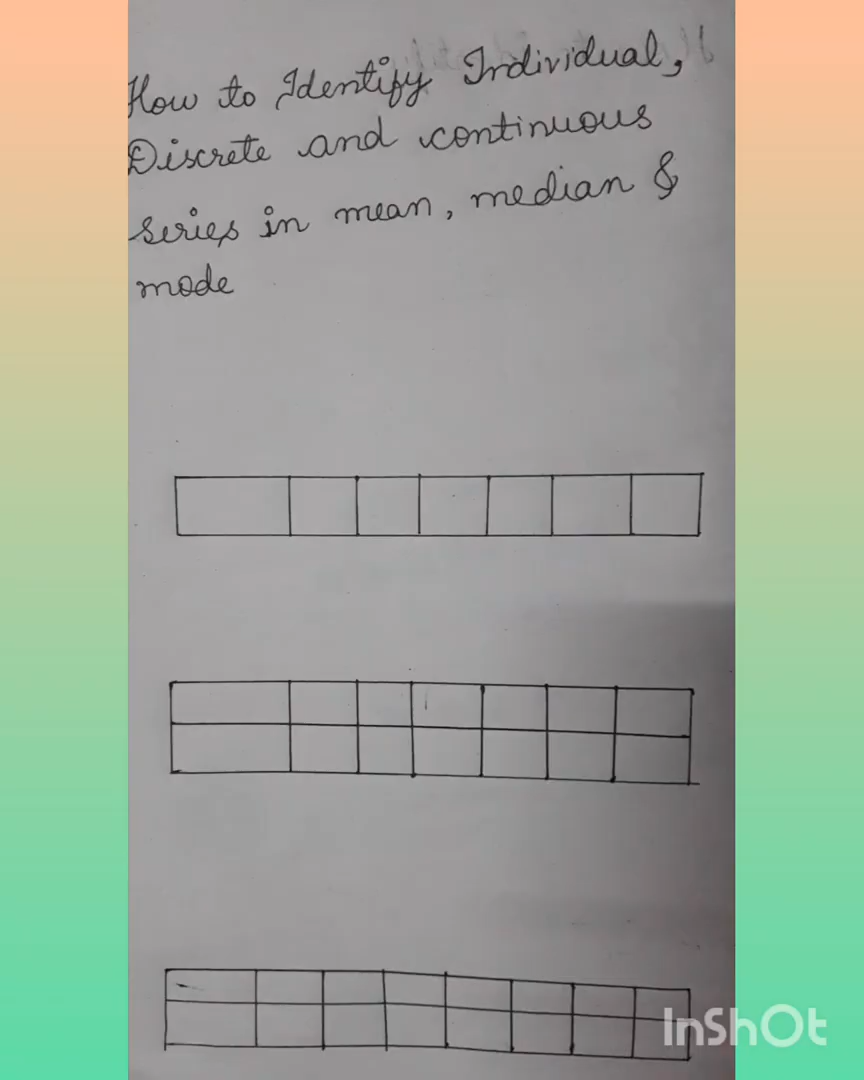 How to Identify Individual,
Discrete and continuous
series in mean, median &
mode
InShOt